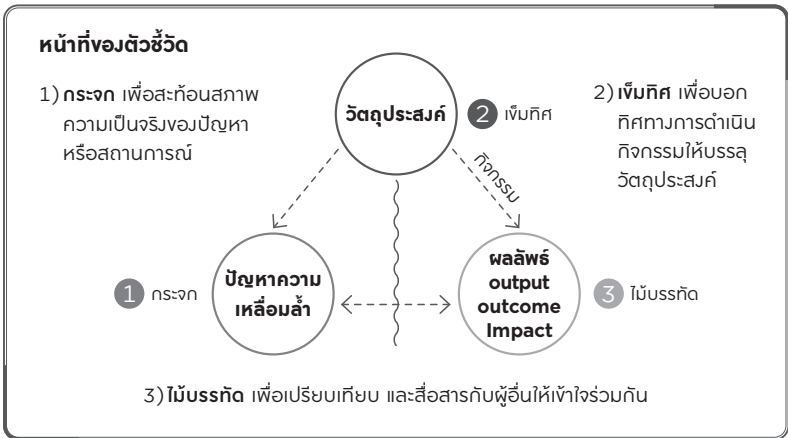 หน้าที่ของตัวชี้วัด
1) กระจก เพื่อสะท้อนสภาพ
ความเป็นจริงของปัญหา
หรือสถานการณ์
วัตถุประสงค์
2 เข็มทิศ
2) เข็มทิศ เพื่อบอก
ทิศทางการดำเนิน
กิจกรรมให้บรรลุ
วัตถุประสงค์
กิจกรรม
1 กระจก
ปัญหาความ
เหลื่อมล้ำ
ผลลัพธ์
output
outcome
Impact
3 ไม้บรรทัด
3) ไม้บรรทัด เพื่อเปรียบเทียบ และสื่อสารกับผู้อื่นให้เข้าใจร่วมกัน